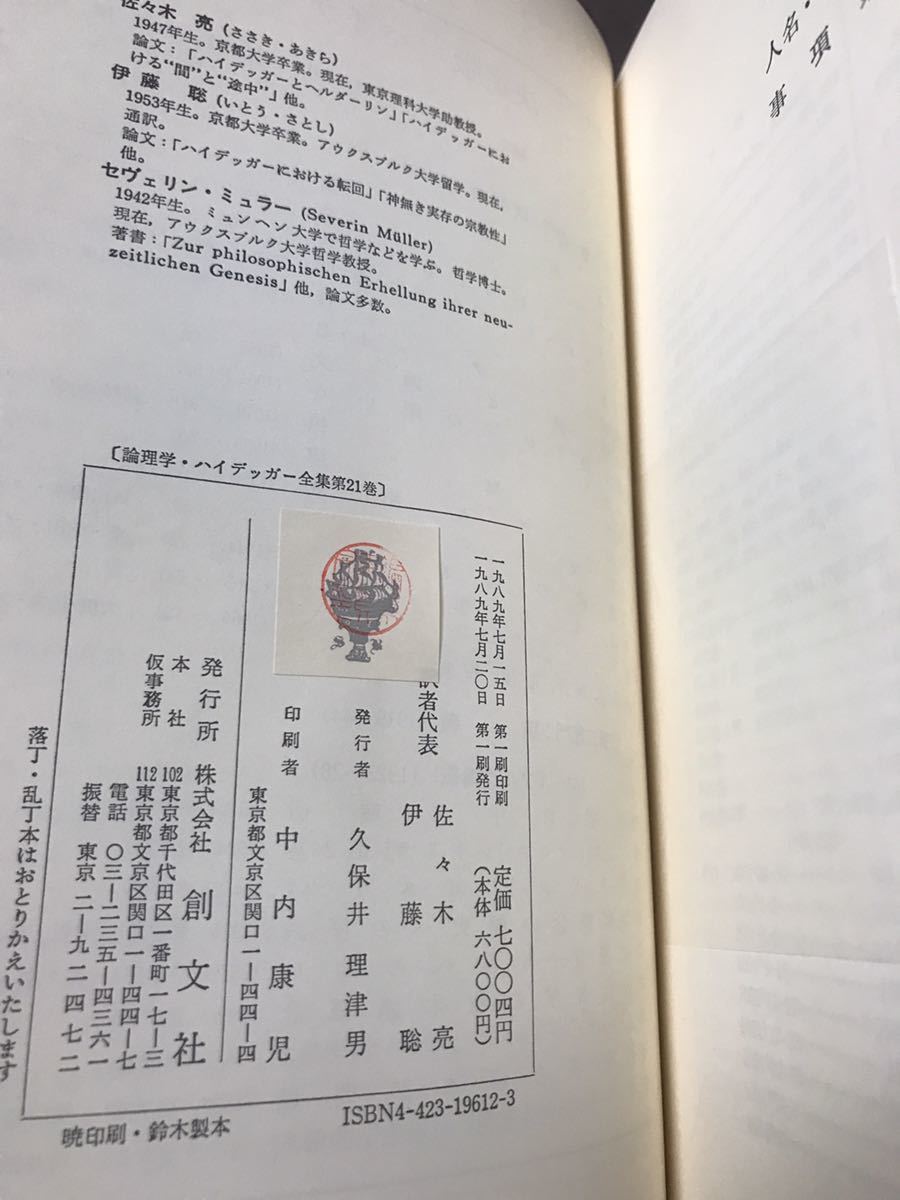 佐々木 亮(ささき・あきら)
1947年生。京都大学卒業。現在,東京理科大学助教授。
論文:「ハイデッガーとヘルダーリン」「ハイデッガーにお
ける“間”と“途中”」他。
伊藤 聡(いとう・さとし)
1953年生。京都大学卒業。アウクスブルク大学留学。現在,
通訳。
論文:「ハイデッガーにおける転回」「神無き実存の宗教性」
他。
セヴェリン・ミュラー(Severin Müller)
1942年生。ミュンヘン大学で哲学などを学ぶ。哲学博士。
現在,アウクスブルク大学哲学教授。
著書:「Zur philosophischen Erhellung ihrer neu-
zeitlichen Genesis」他,論文多数。
〔論理学・ハイデッガー全集第21巻〕
一九八九年七月一五日 第一刷印刷
一九八九年七月二〇日 第一刷発行
定価 七〇〇四円
(本体 六八〇〇円)
訳者代表
佐々木 亮
伊藤 聡
発行者 久保井理津男
印刷者 中内康児
東京都文京区関口一―四四―四
発行所 株式会社 創文社
本社 102 東京都千代田区一番町一七―三
仮事務所 112 東京都文京区関口一―四四―七
電話 〇三―二三五―四三六一
振替 東京 二―九二四七二
落丁・乱丁本はおとりかえいたします
ISBN4-423-19612-3
暁印刷・鈴木製本
人名・
事項